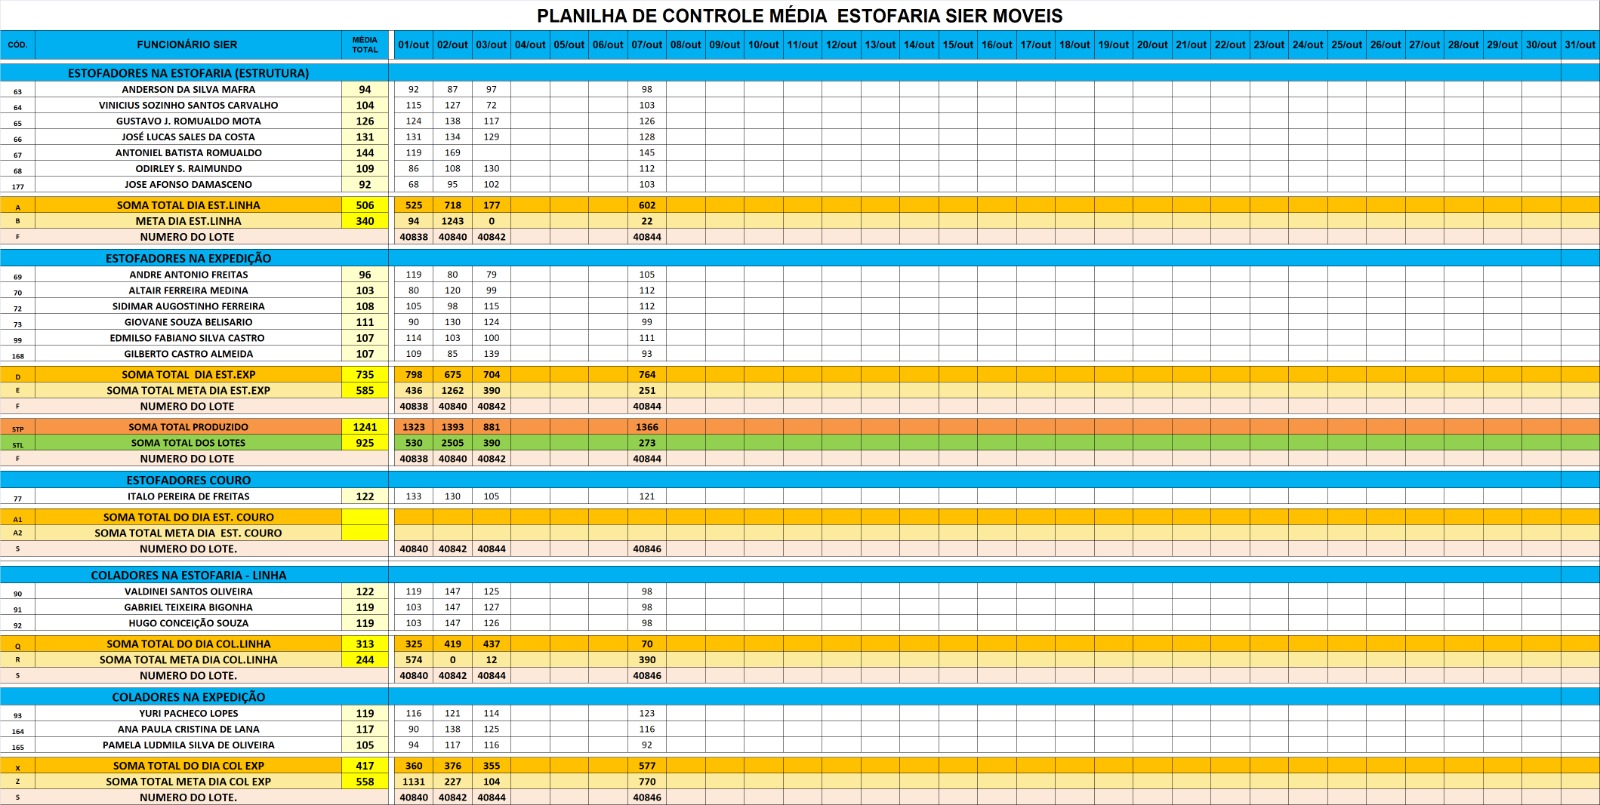 PLANILHA DE CONTROLE MÉDIA ESTOFARIA SIER MOVEIS
CÓD. FUNCIONÁRIO SIER MÉDIA TOTAL 01/out 02/out 03/out 04/out 05/out 06/out 07/out 08/out 09/out 10/out 11/out 12/out 13/out 14/out 15/out 16/out 17/out 18/out 19/out 20/out 21/out 22/out 23/out 24/out 25/out 26/out 27/out 28/out 29/out 30/out 31/out
ESTOFADORES NA ESTOFARIA (ESTRUTURA)
63 ANDERSON DA SILVA MAFRA 94 92 87 97 98
64 VINICIUS SOZINHO SANTOS CARVALHO 104 115 127 72 103
65 GUSTAVO J. ROMUALDO MOTA 126 124 138 117 126
66 JOSÉ LUCAS SALES DA COSTA 131 131 134 129 128
67 ANTONIEL BATISTA ROMUALDO 144 119 169 145
68 ODIRLEY S. RAIMUNDO 109 86 108 130 112
177 JOSE AFONSO DAMASCENO 92 68 95 102 103
A SOMA TOTAL DIA EST.LINHA 506 525 718 177 602
B META DIA EST.LINHA 340 94 1243 0 22
F NUMERO DO LOTE 40838 40840 40842 40844
ESTOFADORES NA EXPEDIÇÃO
69 ANDRE ANTONIO FREITAS 96 119 80 79 105
70 ALTAIR FERREIRA MEDINA 103 80 120 99 112
72 SIDIMAR AUGOSTINHO FERREIRA 108 105 98 115 112
73 GIOVANE SOUZA BELISARIO 111 90 130 124 99
99 EDMILSO FABIANO SILVA CASTRO 107 114 103 100 111
168 GILBERTO CASTRO ALMEIDA 107 109 85 139 93
D SOMA TOTAL DIA EST.EXP 735 798 675 704 764
E SOMA TOTAL META DIA EST.EXP 585 436 1262 390 251
F NUMERO DO LOTE 40838 40840 40842 40844
STP SOMA TOTAL PRODUZIDO 1241 1323 1393 881 1366
STL SOMA TOTAL DOS LOTES 925 530 2505 390 273
F NUMERO DO LOTE 40838 40840 40842 40844
ESTOFADORES COURO
77 ITALO PEREIRA DE FREITAS 122 133 130 105 121
A1 SOMA TOTAL DO DIA EST. COURO
A2 SOMA TOTAL META DIA EST. COURO
S NUMERO DO LOTE. 40840 40842 40844 40846
COLADORES NA ESTOFARIA - LINHA
90 VALDINEI SANTOS OLIVEIRA 122 119 147 125 98
91 GABRIEL TEIXEIRA BIGONHA 119 103 147 127 98
92 HUGO CONCEIÇÃO SOUZA 119 103 147 126 98
Q SOMA TOTAL DO DIA COL.LINHA 313 325 419 437 70
R SOMA TOTAL META DIA COL.LINHA 244 574 0 12 390
S NUMERO DO LOTE. 40840 40842 40844 40846
COLADORES NA EXPEDIÇÃO
93 YURI PACHECO LOPES 119 116 121 114 123
164 ANA PAULA CRISTINA DE LANA 117 90 138 125 116
165 PAMELA LUDMILA SILVA DE OLIVEIRA 105 94 117 116 92
X SOMA TOTAL DO DIA COL EXP 417 360 376 355 577
Z SOMA TOTAL META DIA COL EXP 558 1131 227 104 770
S NUMERO DO LOTE. 40840 40842 40844 40846